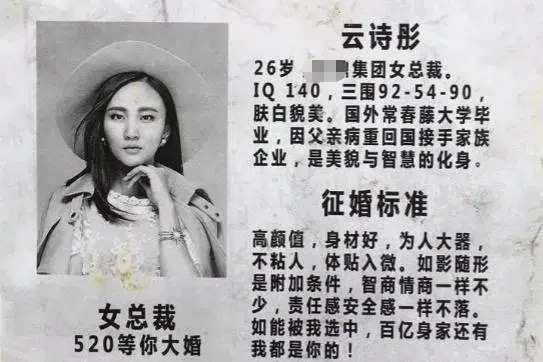 云诗彤
26岁 集团女总裁。
IQ 140，三围92-54-90，
肤白貌美。国外常春藤大学毕
业，因父亲病重回国接手家族
企业，是美貌与智慧的化身。
征婚标准
高颜值，身材好，为人大器，
不粘人，体贴入微。如影随形
是附加条件，智商情商一样不
少，责任感安全感一样不落。
如能被我选中，百亿身家还有
我都是你的！
女总裁
520等你大婚